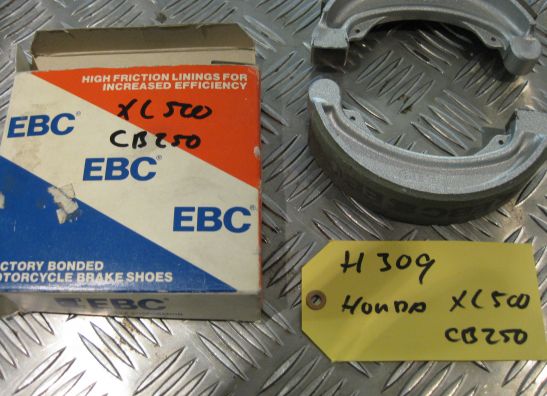 HIGH FRICTION LININGS FOR
INCREASED EFFICIENCY
XL500
CB250
EBC
EBC
EBC
CTORY BONDED
OTORCYCLE BRAKE SHOES
EBC
H309
HONDA XL500
CB250